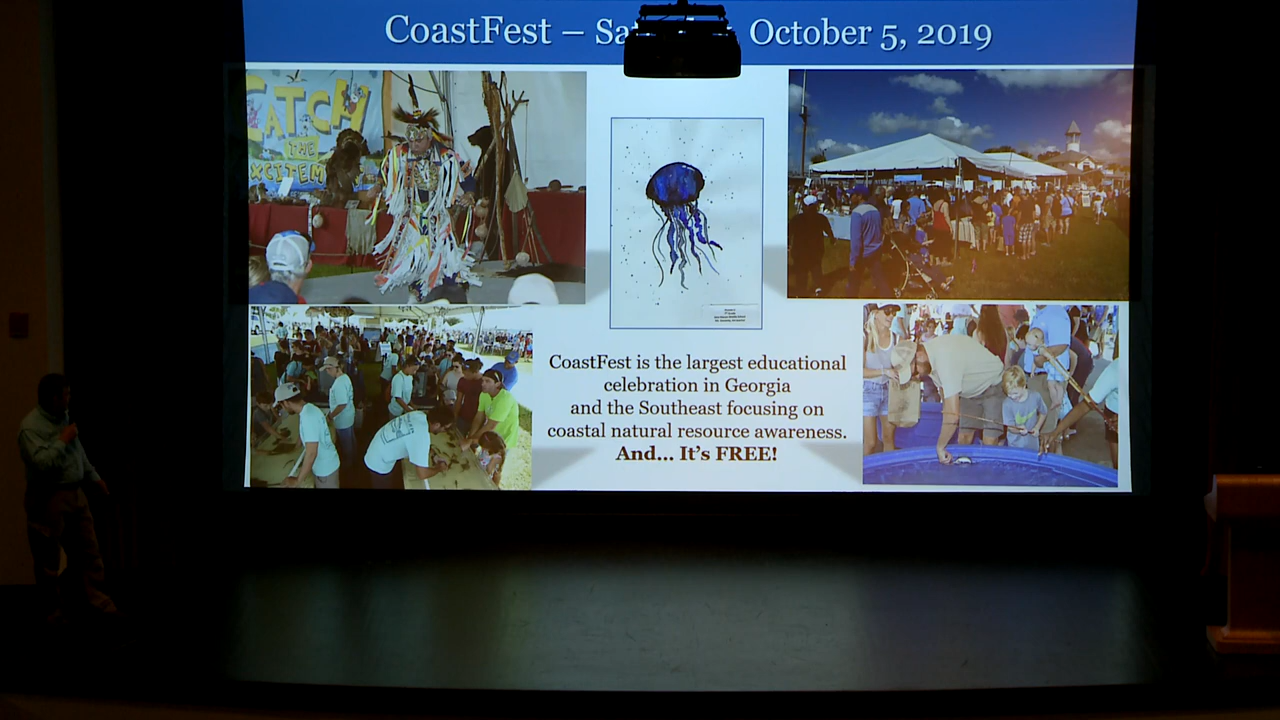 CoastFest – Sa October 5, 2019
CATCH
THE
EXCITEM
CoastFest is the largest educational
celebration in Georgia
and the Southeast focusing on
coastal natural resource awareness.
And... It's FREE!